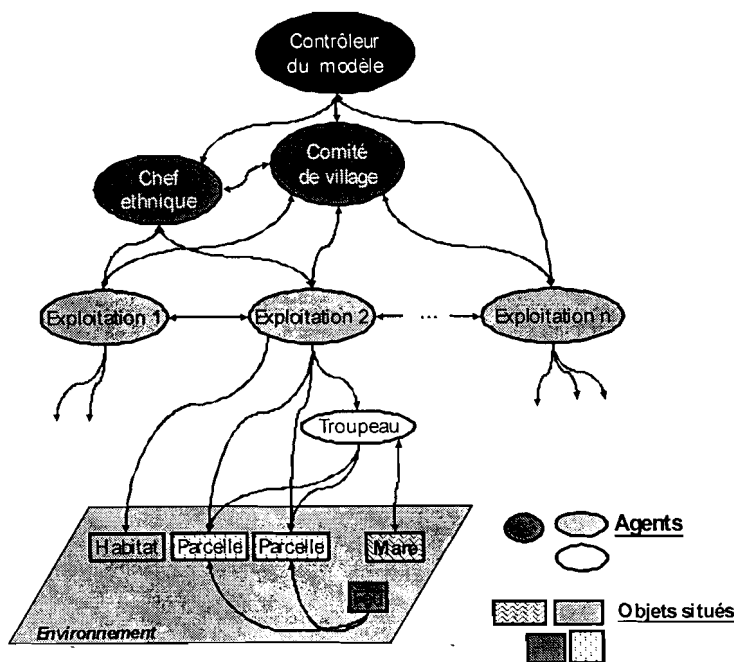 Contrôleur
du modèle
Comité
de village
Chef
ethnique
Exploitation 1
Exploitation 2
...
Exploitation n
Troupeau
Habitat
Parcelle
Parcelle
Mare
Environnement
Agents
Objets situés